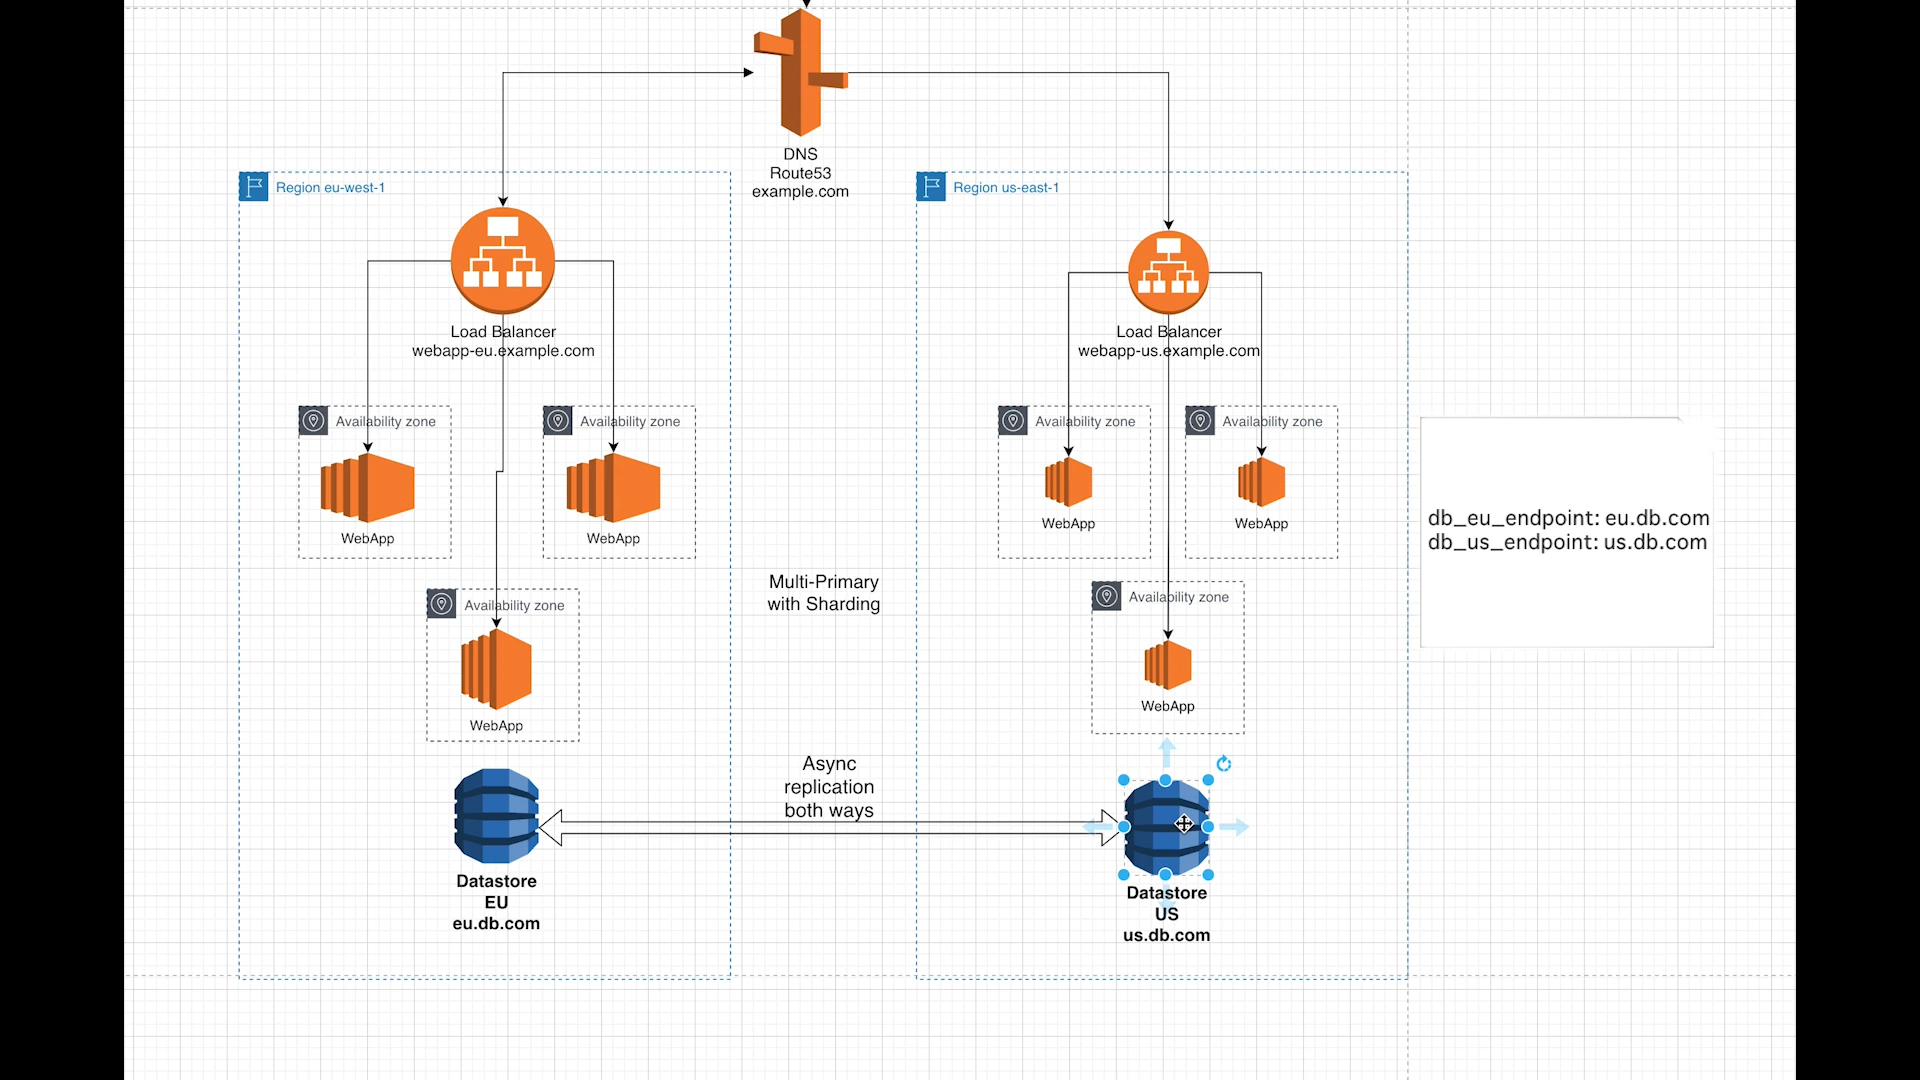 DNS
Route53
example.com
Region eu-west-1
Region us-east-1
Load Balancer
webapp-eu.example.com
Load Balancer
webapp-us.example.com
Availability zone
Availability zone
Availability zone
Availability zone
WebApp
WebApp
WebApp
WebApp
db_eu_endpoint: eu.db.com
db_us_endpoint: us.db.com
Multi-Primary
with Sharding
Availability zone
Availability zone
WebApp
WebApp
Async
replication
both ways
Datastore
EU
eu.db.com
Datastore
US
us.db.com